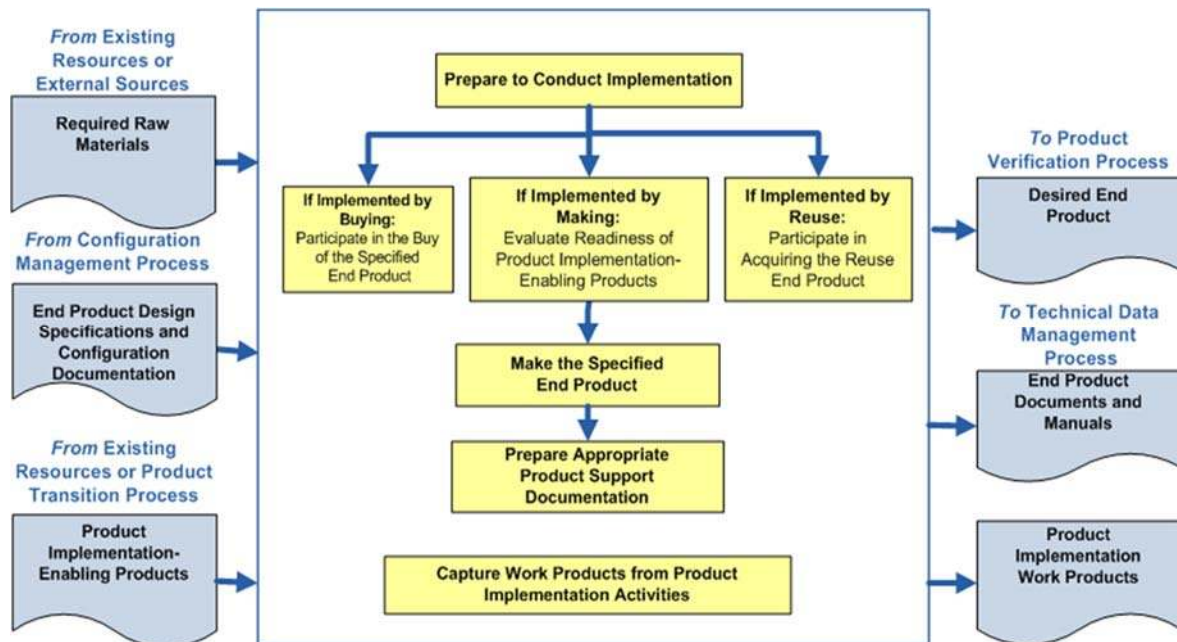 From Existing
Resources or
External Sources
Required Raw
Materials
From Configuration
Management Process
End Product Design
Specifications and
Configuration
Documentation
From Existing
Resources or Product
Transition Process
Product
Implementation-
Enabling Products
Prepare to Conduct Implementation
If Implemented by
Buying:
Participate in the Buy
of the Specified
End Product
If Implemented by
Making:
Evaluate Readiness of
Product Implementation-
Enabling Products
If Implemented by
Reuse:
Participate in
Acquiring the Reuse
End Product
Make the Specified
End Product
Prepare Appropriate
Product Support
Documentation
Capture Work Products from Product
Implementation Activities
To Product
Verification Process
Desired End
Product
To Technical Data
Management
Process
End Product
Documents and
Manuals
Product
Implementation
Work Products